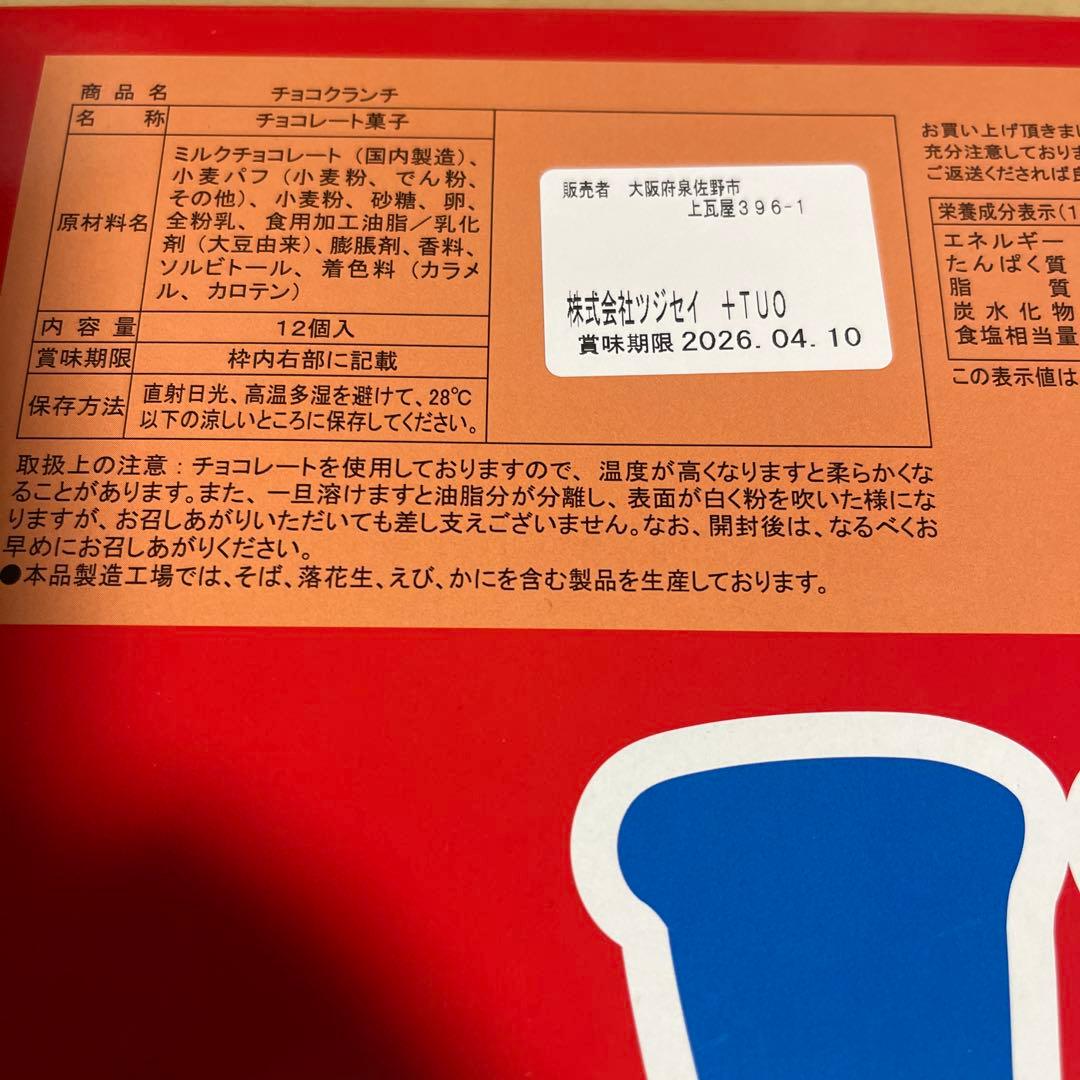 商品名 チョコクランチ
名称 チョコレート菓子
原材料名 ミルクチョコレート(国内製造)、
小麦パフ(小麦粉、でん粉、
その他)、小麦粉、砂糖、卵、
全粉乳、食用加工油脂/乳化
剤(大豆由来)、膨脹剤、香料、
ソルビトール、着色料(カラメ
ル、カロテン)
内容量 12個入
賞味期限 枠内右部に記載
保存方法 直射日光、高温多湿を避けて、28℃
以下の涼しいところに保存してください。
販売者 大阪府泉佐野市
上瓦屋396-1
株式会社ツジセイ +TUO
賞味期限 2026.04.10
お買い上げ頂きまし
充分注意しておりま
ご返送くだされば良
栄養成分表示(1
エネルギー
たんぱく質
脂質
炭水化物
食塩相当量
この表示値は
取扱上の注意:チョコレートを使用しておりますので、温度が高くなりますと柔らかくな
ることがあります。また、一旦溶けますと油脂分が分離し、表面が白く粉を吹いた様にな
りますが、お召しあがりいただいても差し支えございません。なお、開封後は、なるべくお
早めにお召しあがりください。
●本品製造工場では、そば、落花生、えび、かにを含む製品を生産しております。